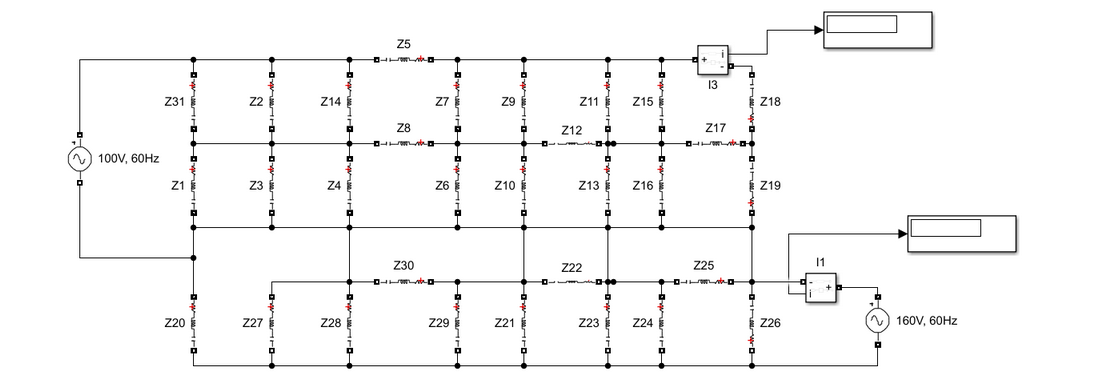 Z5
I3
Z31
Z2
Z14
Z7
Z9
Z11
Z15
Z18
Z8
Z12
Z17
100V, 60Hz
Z1
Z3
Z4
Z6
Z10
Z13
Z16
Z19
Z30
Z22
Z25
I1
Z20
Z27
Z28
Z29
Z21
Z23
Z24
Z26
160V, 60Hz
+
i
-
-
i
+